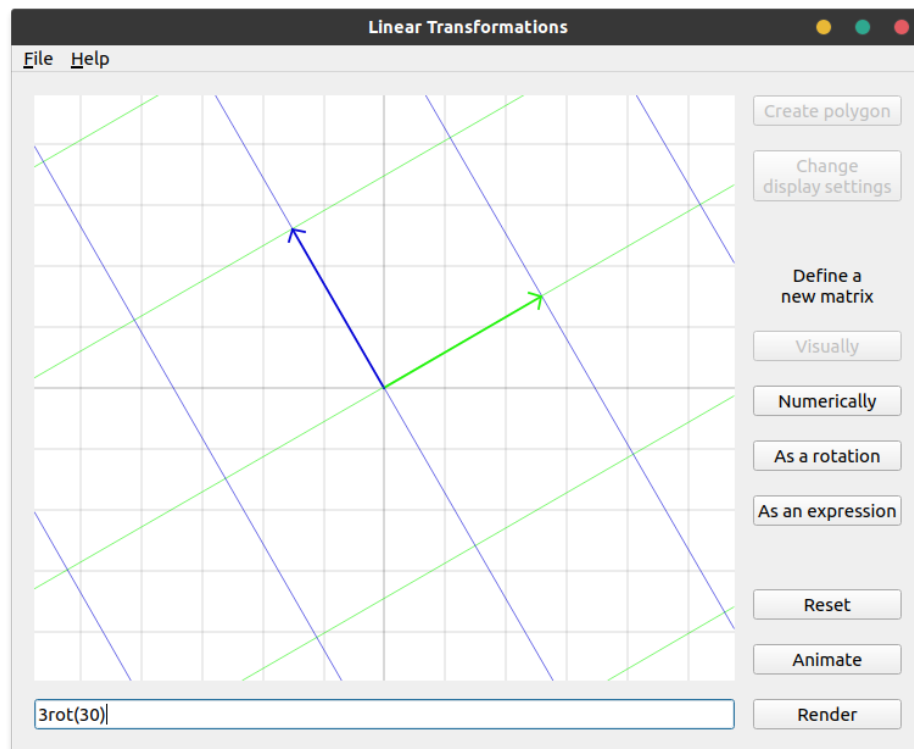 Linear Transformations
File Help
Create polygon
Change
display settings
Define a
new matrix
Visually
Numerically
As a rotation
As an expression
Reset
Animate
3rot(30)
Render